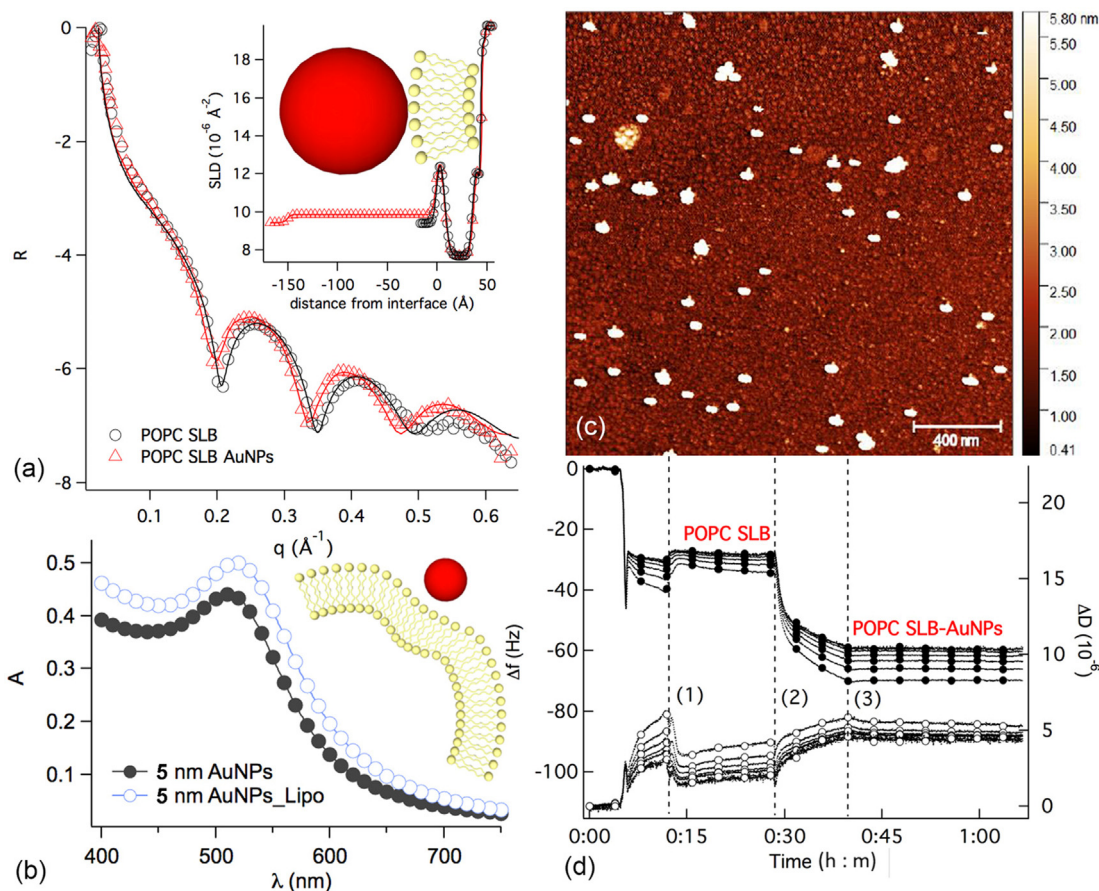 0
-2
-4
-6
-8
R
18
16
14
12
10
8
SLD (10⁻⁶ Å⁻²)
-150
-100
-50
0
50
distance from interface (Å)
POPC SLB
POPC SLB AuNPs
(a)
0.1
0.2
0.3
0.4
0.5
0.6
q (Å⁻¹)
0.5
0.4
0.3
0.2
0.1
A
5 nm AuNPs
5 nm AuNPs_Lipo
(b)
400
500
600
700
λ (nm)
5.80 nm
5.50
5.00
4.50
4.00
3.50
3.00
2.50
2.00
1.50
1.00
0.41
(c)
400 nm
0
-20
-40
-60
-80
-100
Δf (Hz)
POPC SLB
POPC SLB-AuNPs
(1)
(2)
(3)
20
15
10
5
0
ΔD (10⁻⁶)
(d)
0:00
0:15
0:30
0:45
1:00
Time (h : m)